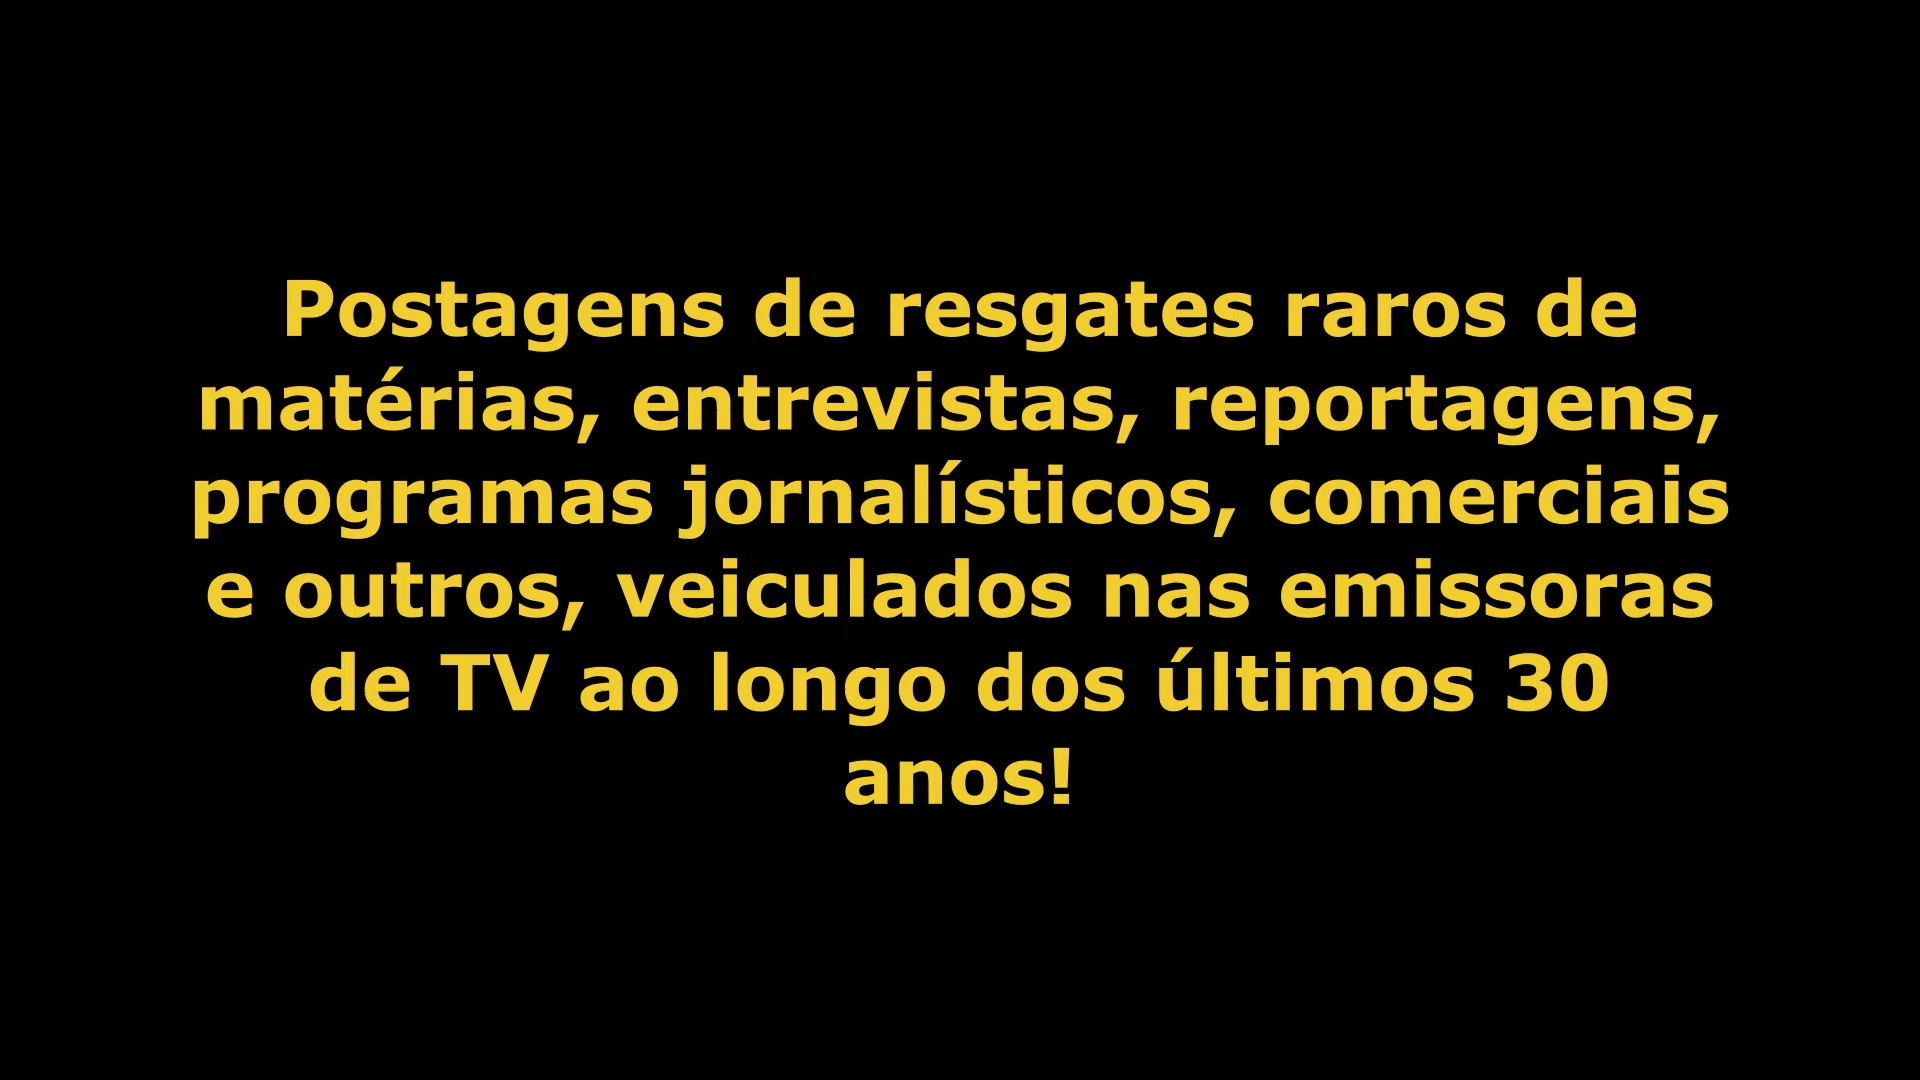 Postagens de resgates raros de
matérias, entrevistas, reportagens,
programas jornalísticos, comerciais
e outros, veiculados nas emissoras
de TV ao longo dos últimos 30
anos!